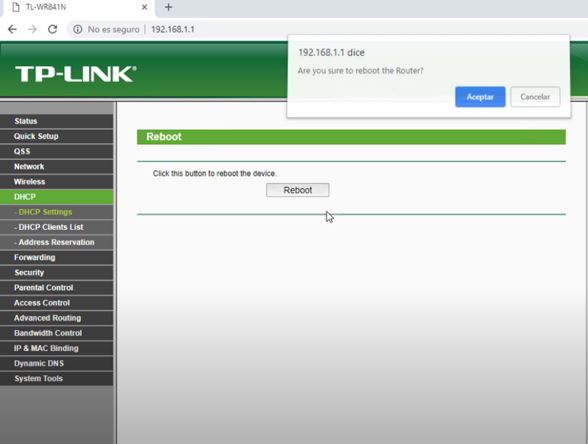 TL-WR841N
No es seguro | 192.168.1.1
192.168.1.1 dice
Are you sure to reboot the Router?
Aceptar
Cancelar
TP-LINK®
Status
Quick Setup
QSS
Network
Wireless
DHCP
- DHCP Settings
- DHCP Clients List
- Address Reservation
Forwarding
Security
Parental Control
Access Control
Advanced Routing
Bandwidth Control
IP & MAC Binding
Dynamic DNS
System Tools
Reboot
Click this button to reboot the device.
Reboot